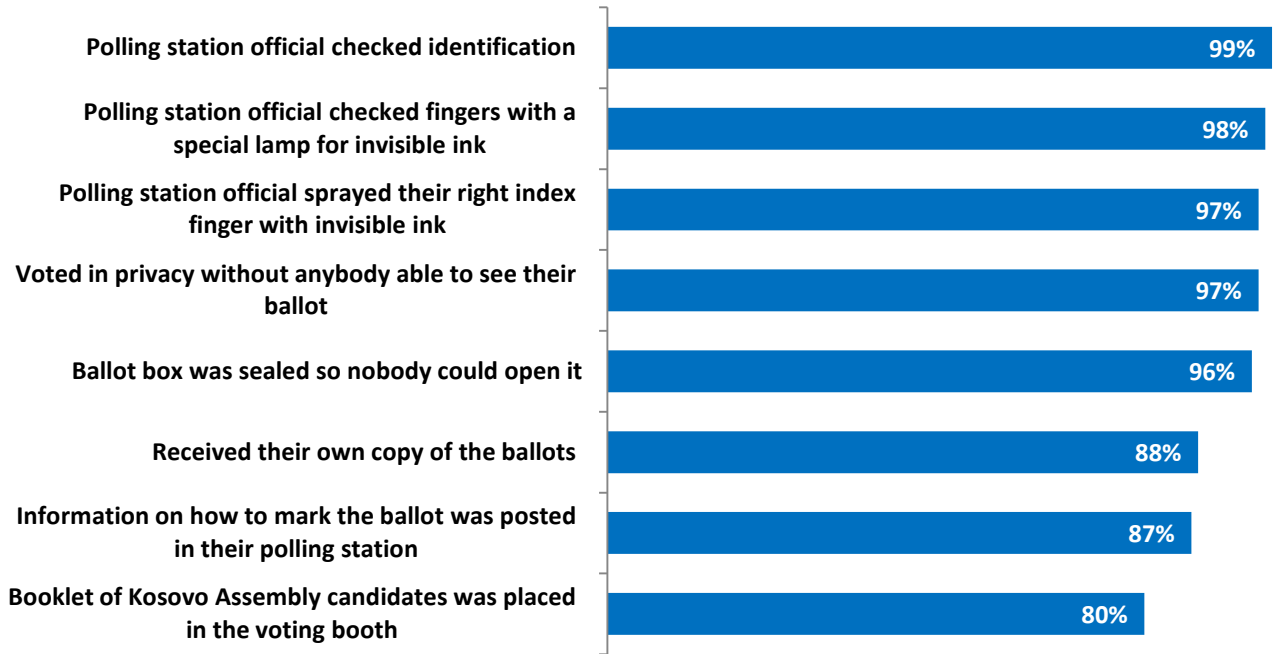 Polling station official checked identification
99%
Polling station official checked fingers with a
special lamp for invisible ink
98%
Polling station official sprayed their right index
finger with invisible ink
97%
Voted in privacy without anybody able to see their
ballot
97%
Ballot box was sealed so nobody could open it
96%
Received their own copy of the ballots
88%
Information on how to mark the ballot was posted
in their polling station
87%
Booklet of Kosovo Assembly candidates was placed
in the voting booth
80%